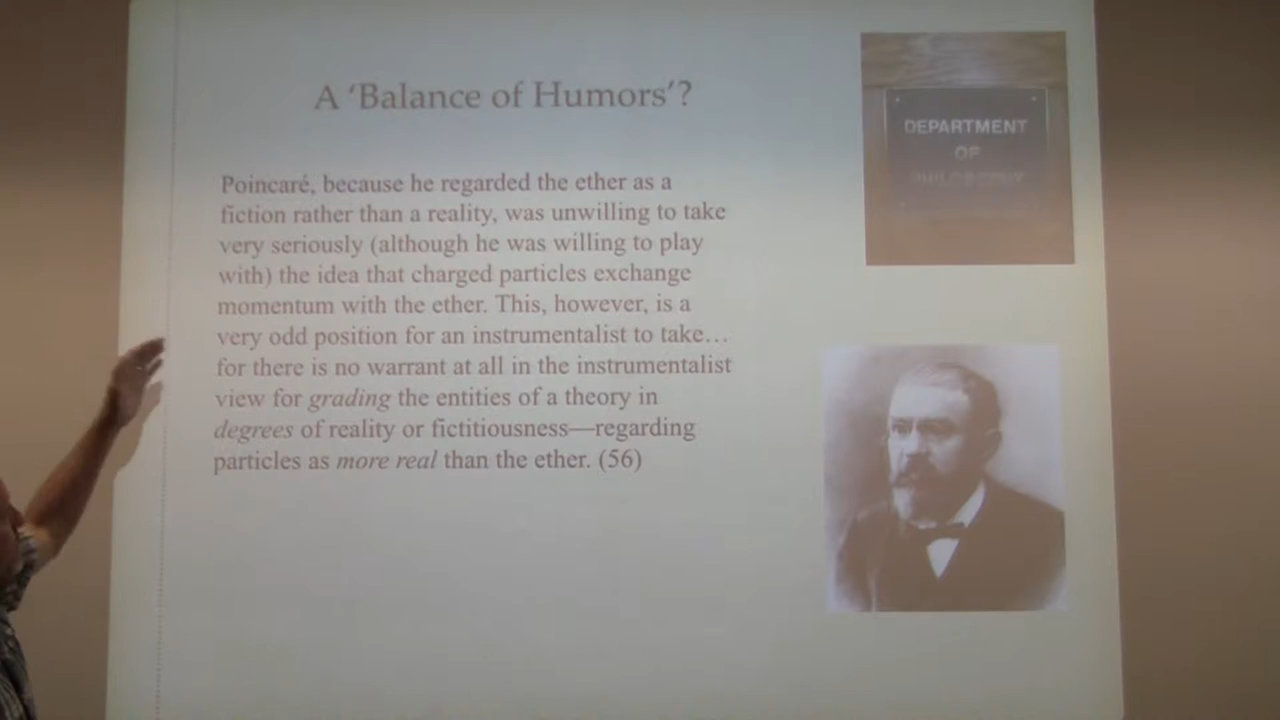 A ‘Balance of Humors’?
Poincaré, because he regarded the ether as a
fiction rather than a reality, was unwilling to take
very seriously (although he was willing to play
with) the idea that charged particles exchange
momentum with the ether. This, however, is a
very odd position for an instrumentalist to take…
for there is no warrant at all in the instrumentalist
view for grading the entities of a theory in
degrees of reality or fictitiousness—regarding
particles as more real than the ether. (56)
DEPARTMENT
OF
PHILOSOPHY